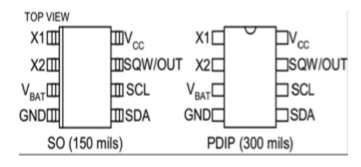 TOP VIEW
X1 VCC X1 VCC
X2 SQW/OUT X2 SQW/OUT
VBAT SCL VBAT SCL
GND SDA GND SDA
SO (150 mils) PDIP (300 mils)